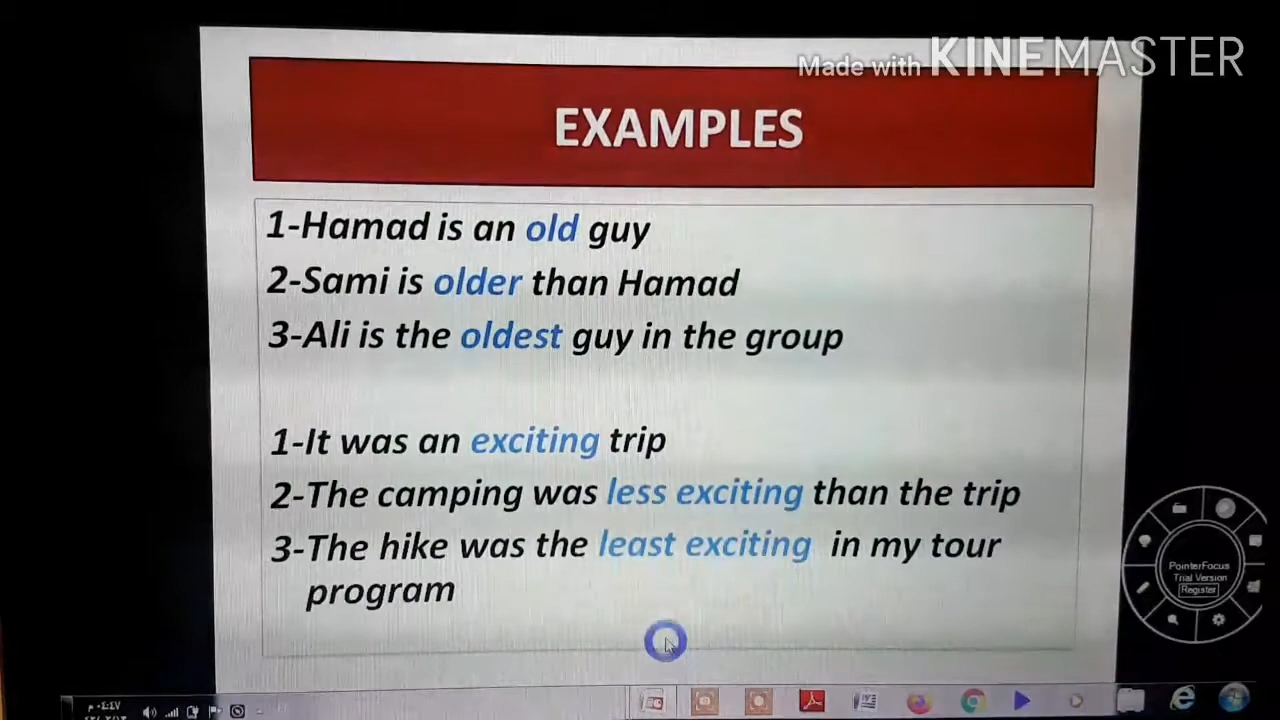 Made with KINEMASTER
EXAMPLES
1-Hamad is an old guy
2-Sami is older than Hamad
3-Ali is the oldest guy in the group
1-It was an exciting trip
2-The camping was less exciting than the trip
3-The hike was the least exciting in my tour
program
PointerFocus
Trial Version
Register